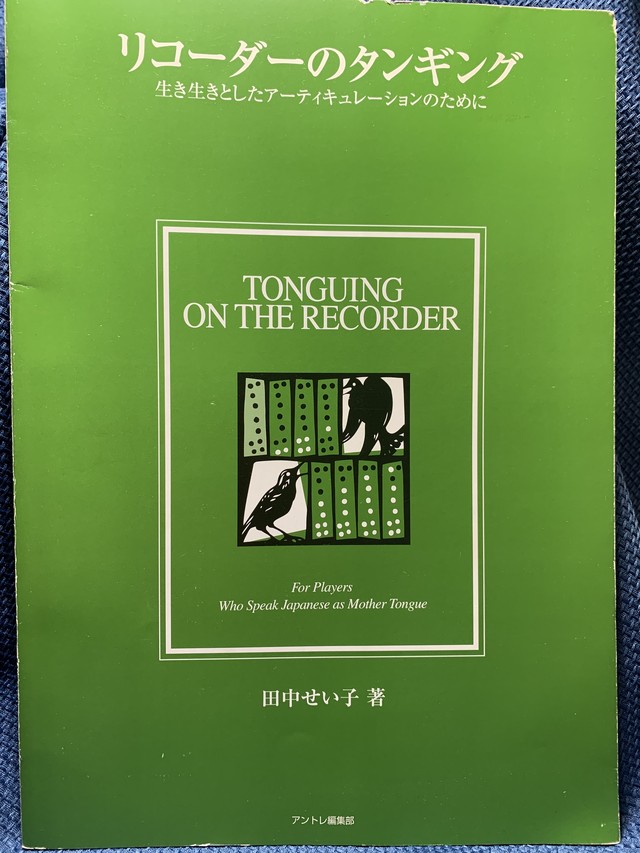 リコーダーのタンギング
生き生きとしたアーティキュレーションのために
TONGUING
ON THE RECORDER
For Players
Who Speak Japanese as Mother Tongue
田中せい子 著
アントレ編集部